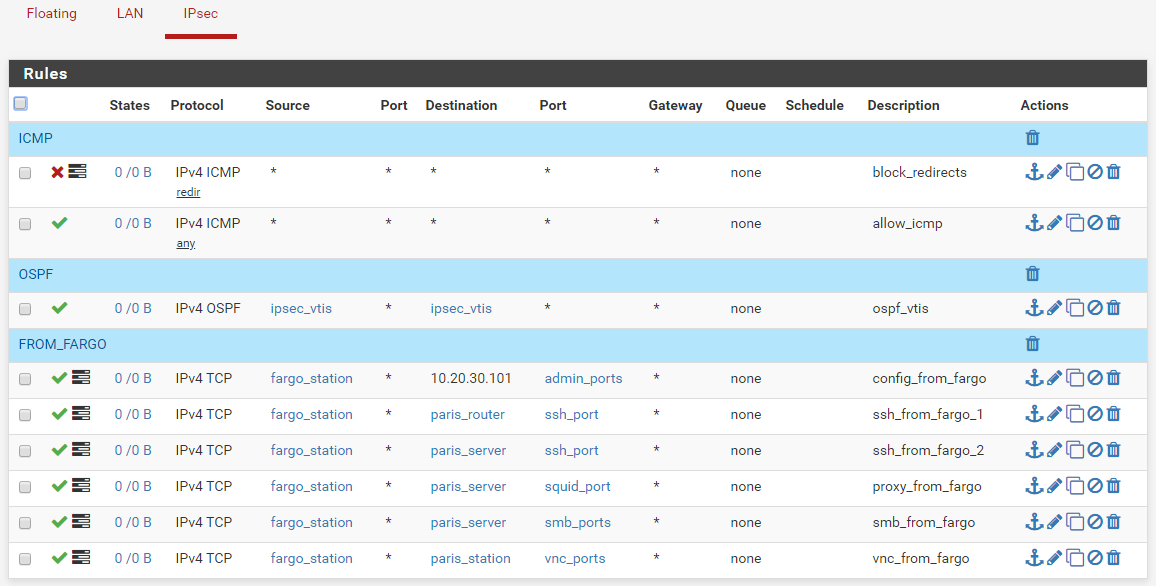 Floating LAN IPsec
Rules
States Protocol Source Port Destination Port Gateway Queue Schedule Description Actions
ICMP
0 /0 B IPv4 ICMP * * * * * none block_redirects
redir
0 /0 B IPv4 ICMP * * * * * none allow_icmp
any
OSPF
0 /0 B IPv4 OSPF ipsec_vtis * ipsec_vtis * * none ospf_vtis
FROM_FARGO
0 /0 B IPv4 TCP fargo_station * 10.20.30.101 admin_ports * none config_from_fargo
0 /0 B IPv4 TCP fargo_station * paris_router ssh_port * none ssh_from_fargo_1
0 /0 B IPv4 TCP fargo_station * paris_server ssh_port * none ssh_from_fargo_2
0 /0 B IPv4 TCP fargo_station * paris_server squid_port * none proxy_from_fargo
0 /0 B IPv4 TCP fargo_station * paris_server smb_ports * none smb_from_fargo
0 /0 B IPv4 TCP fargo_station * paris_station vnc_ports * none vnc_from_fargo